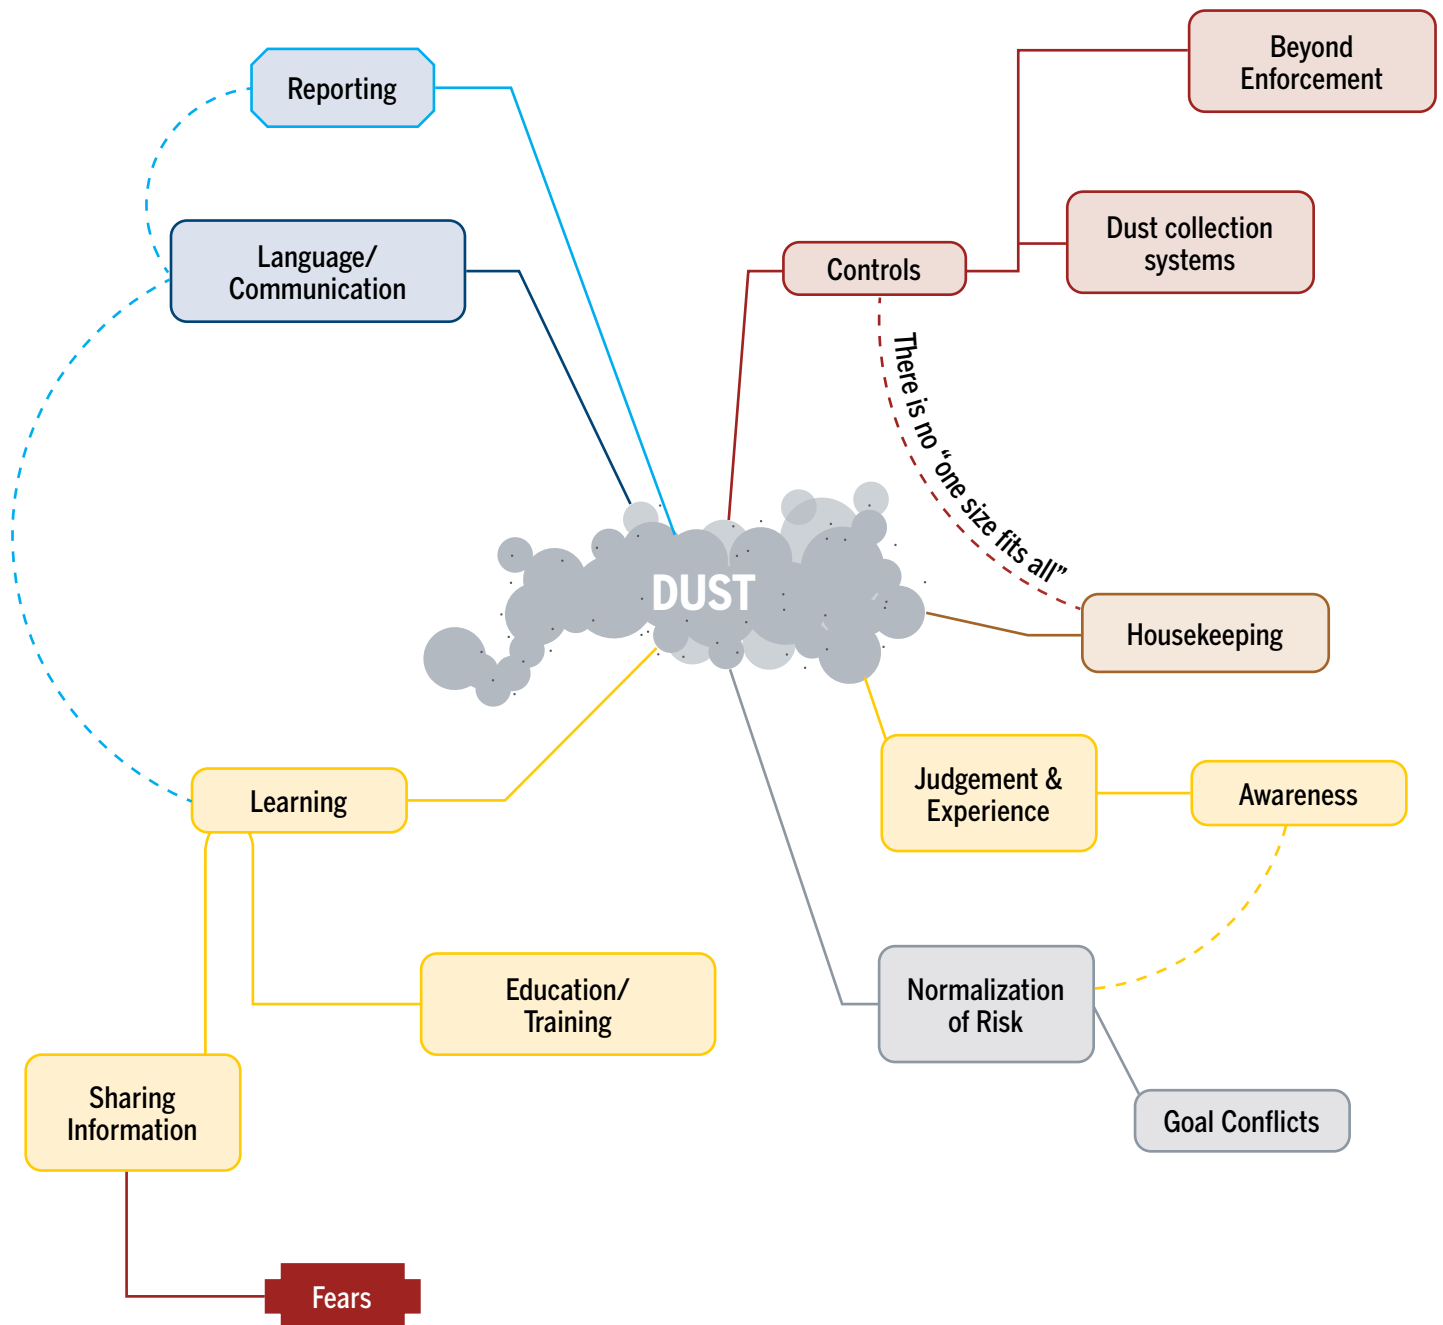 Reporting
Beyond
Enforcement
Language/
Communication
Controls
Dust collection
systems
There is no “one size fits all”
DUST
Housekeeping
Learning
Judgement &
Experience
Awareness
Education/
Training
Normalization
of Risk
Sharing
Information
Goal Conflicts
Fears